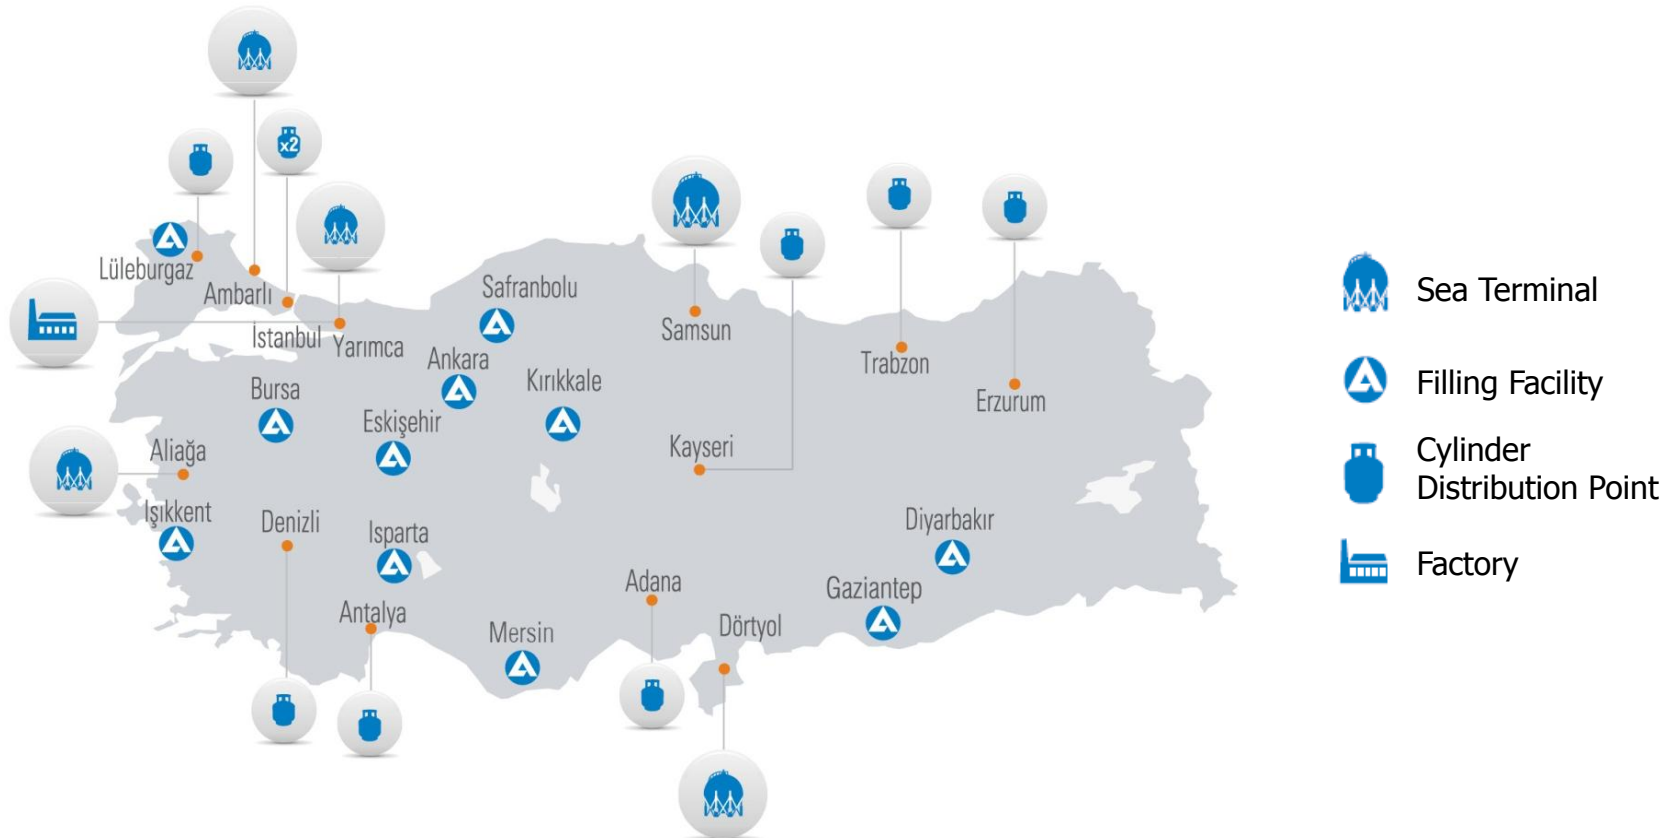 x2
Lüleburgaz
Ambarlı
İstanbul
Yarımca
Safranbolu
Samsun
Trabzon
Erzurum
Ankara
Kırıkkale
Bursa
Eskişehir
Kayseri
Aliağa
Işıkkent
Denizli
Isparta
Diyarbakır
Adana
Gaziantep
Antalya
Mersin
Dörtyol
Sea Terminal
Filling Facility
Cylinder
Distribution Point
Factory